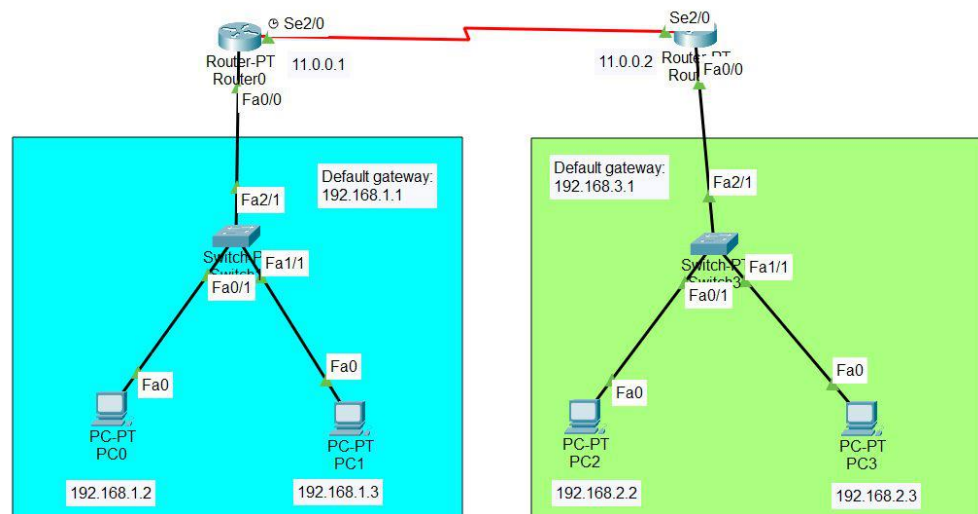 Se2/0
Router-PT
Router0
11.0.0.1
Fa0/0
Se2/0
11.0.0.2
Fa0/0
Default gateway:
192.168.1.1
Fa2/1
Fa1/1
Fa0/1
Fa0
Fa0
PC-PT
PC0
PC-PT
PC1
192.168.1.2
192.168.1.3
Default gateway:
192.168.3.1
Fa2/1
Switch-PT
Switch3
Fa1/1
Fa0/1
Fa0
Fa0
PC-PT
PC2
PC-PT
PC3
192.168.2.2
192.168.2.3